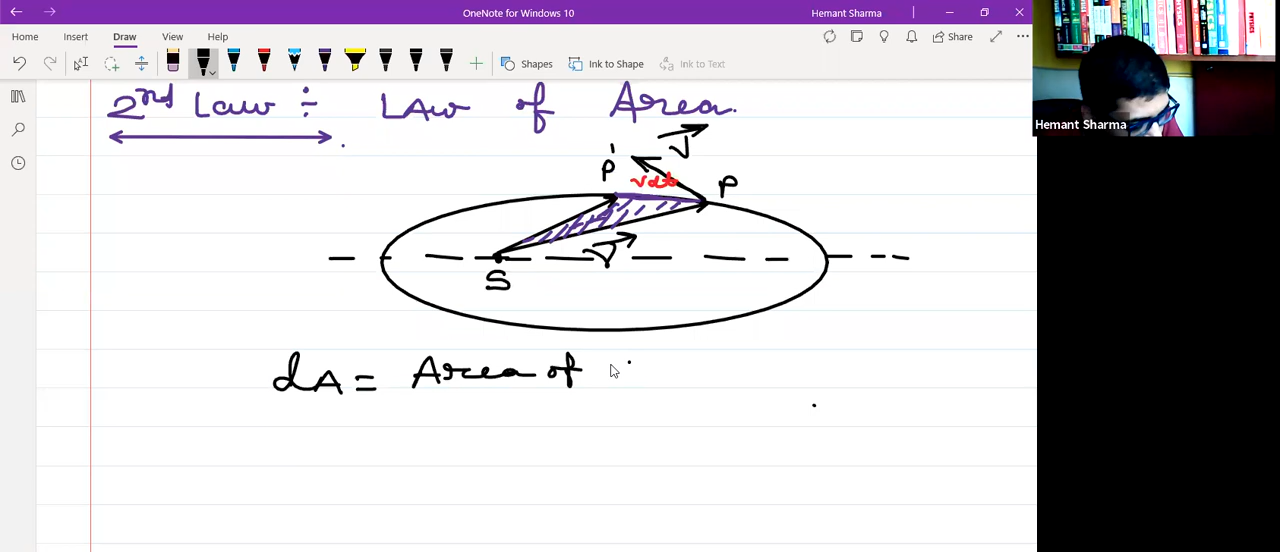 OneNote for Windows 10
Hemant Sharma
Home Insert Draw View Help
Share
Shapes Ink to Shape Ink to Text
2nd Law ÷ LAw of Area.
P' V
vdt P
S
dA = Area of
Hemant Sharma